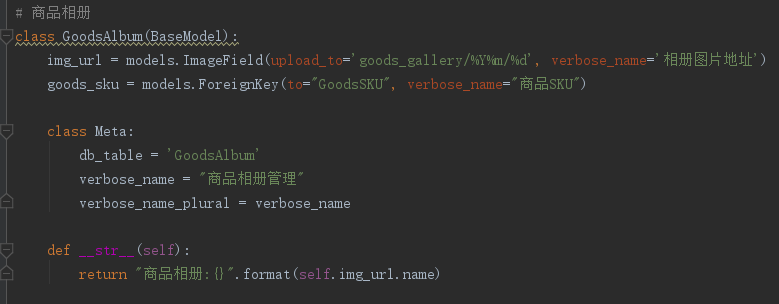 # 商品相册
class GoodsAlbum(BaseModel):
img_url = models.ImageField(upload_to='goods_gallery/%Y%m/%d', verbose_name='相册图片地址')
goods_sku = models.ForeignKey(to="GoodsSKU", verbose_name="商品SKU")
class Meta:
db_table = 'GoodsAlbum'
verbose_name = "商品相册管理"
verbose_name_plural = verbose_name
def __str__(self):
return "商品相册:{}".format(self.img_url.name)